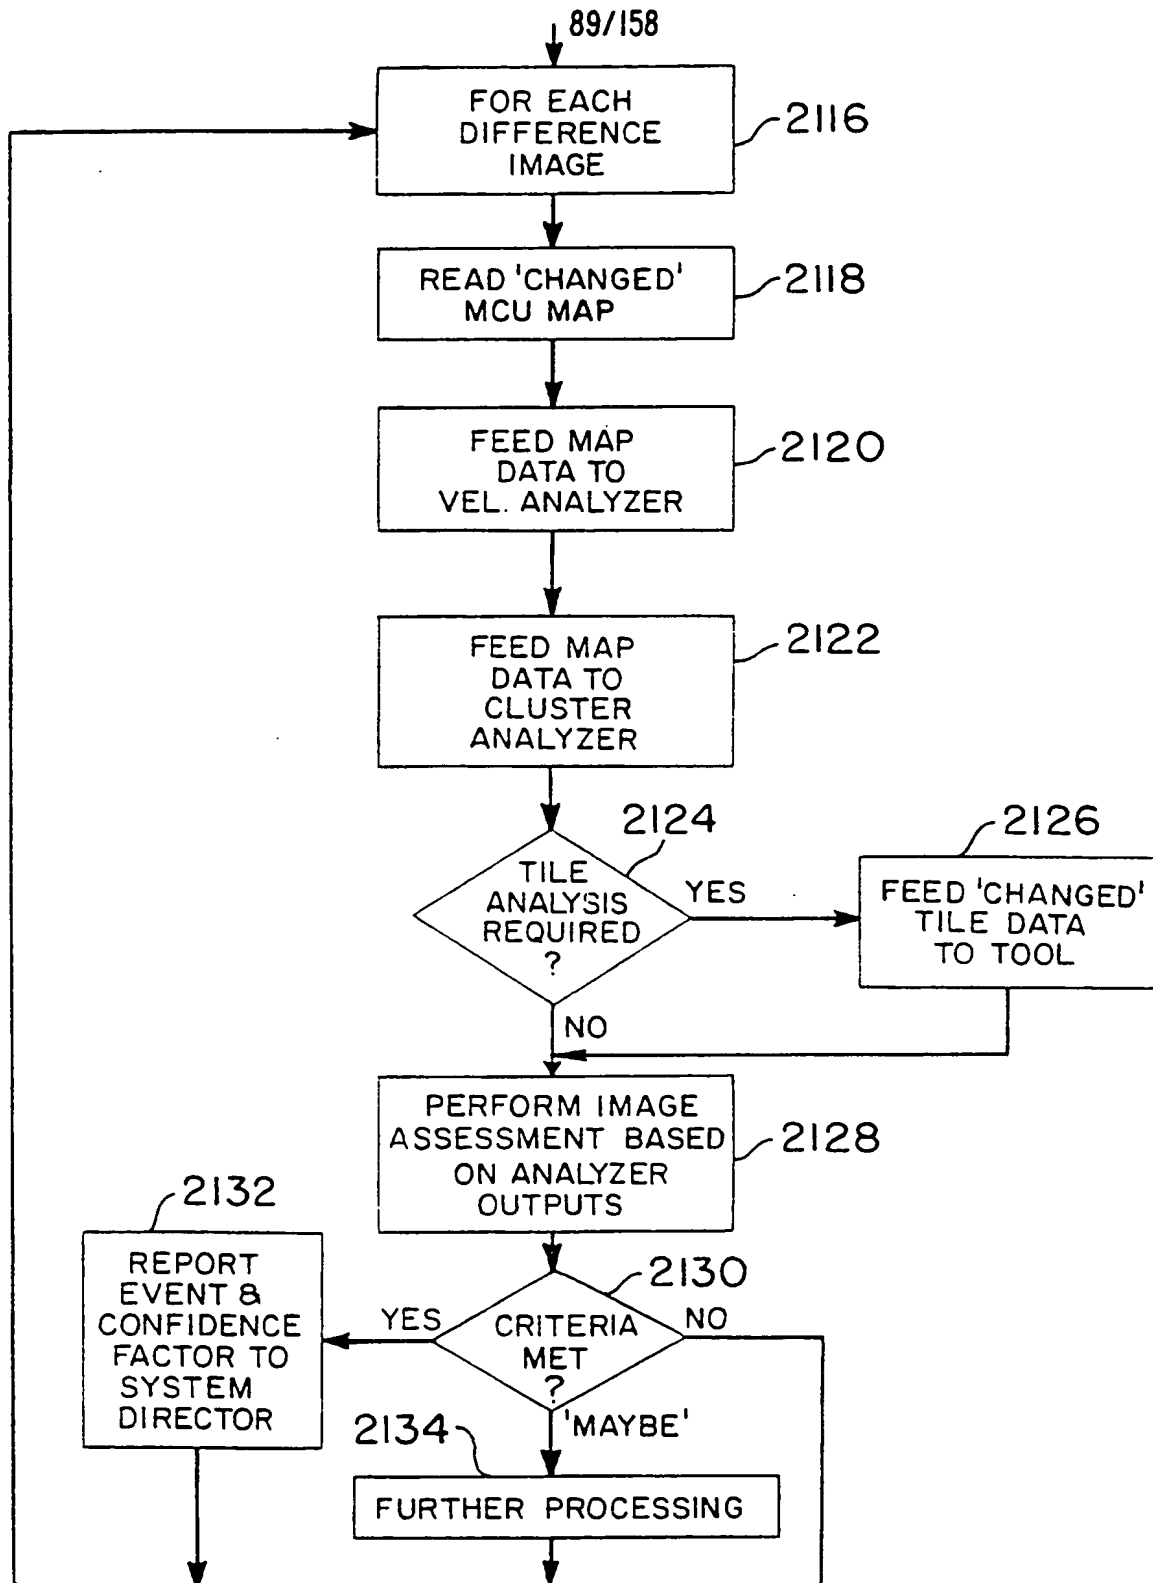 89/158
FOR EACH
DIFFERENCE
IMAGE
2116
READ 'CHANGED'
MCU MAP
2118
FEED MAP
DATA TO
VEL. ANALYZER
2120
FEED MAP
DATA TO
CLUSTER
ANALYZER
2122
2124
TILE
ANALYSIS
REQUIRED
?
YES
NO
2126
FEED 'CHANGED'
TILE DATA
TO TOOL
PERFORM IMAGE
ASSESSMENT BASED
ON ANALYZER
OUTPUTS
2128
2130
CRITERIA
MET
?
YES
NO
'MAYBE'
2132
REPORT
EVENT &
CONFIDENCE
FACTOR TO
SYSTEM
DIRECTOR
2134
FURTHER PROCESSING